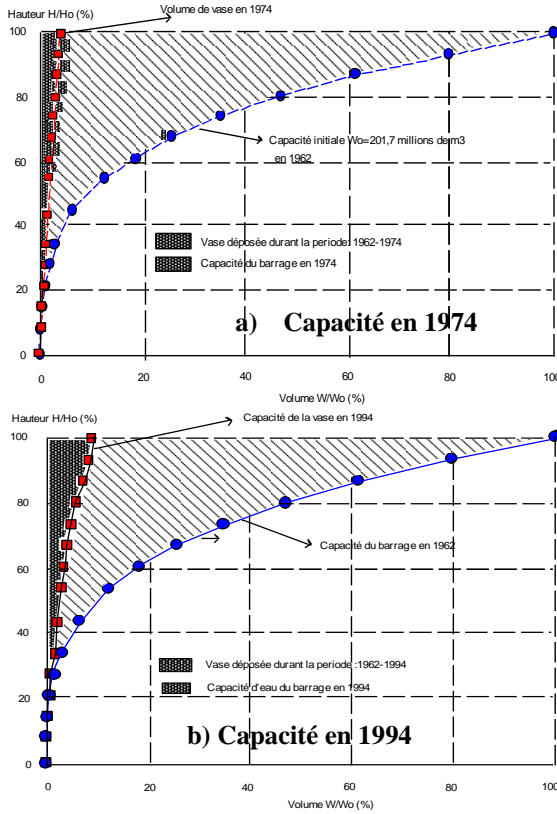 Hauteur H/Ho (%)
Volume de vase en 1974
100
80
60
40
20
0
Capacité initiale Wo=201,7 millions de m3
en 1962
Vase déposée durant la periode: 1962-1974
Capacité du barrage en 1974
a) Capacité en 1974
0 20 40 60 80 100
Volume W/Wo (%)
Hauteur H/Ho (%)
Capacité de la vase en 1994
100
80
60
40
20
0
Capacité du barrage en 1962
Vase déposée durant la periode :1962-1994
Capacité d'eau du barrage en 1994
b) Capacité en 1994
0 20 40 60 80 100
Volume W/Wo (%)